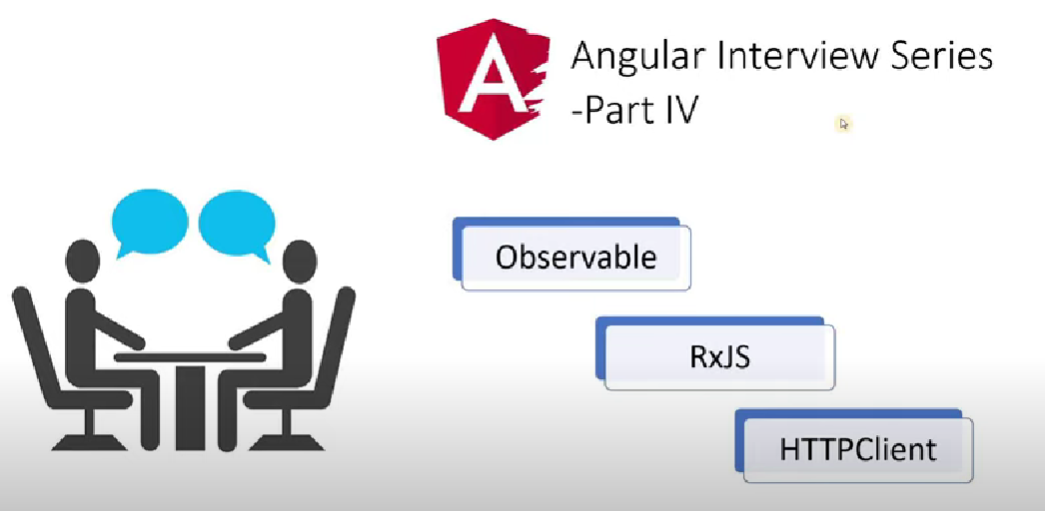 Angular Interview Series
-Part IV
Observable
RxJS
HTTPClient